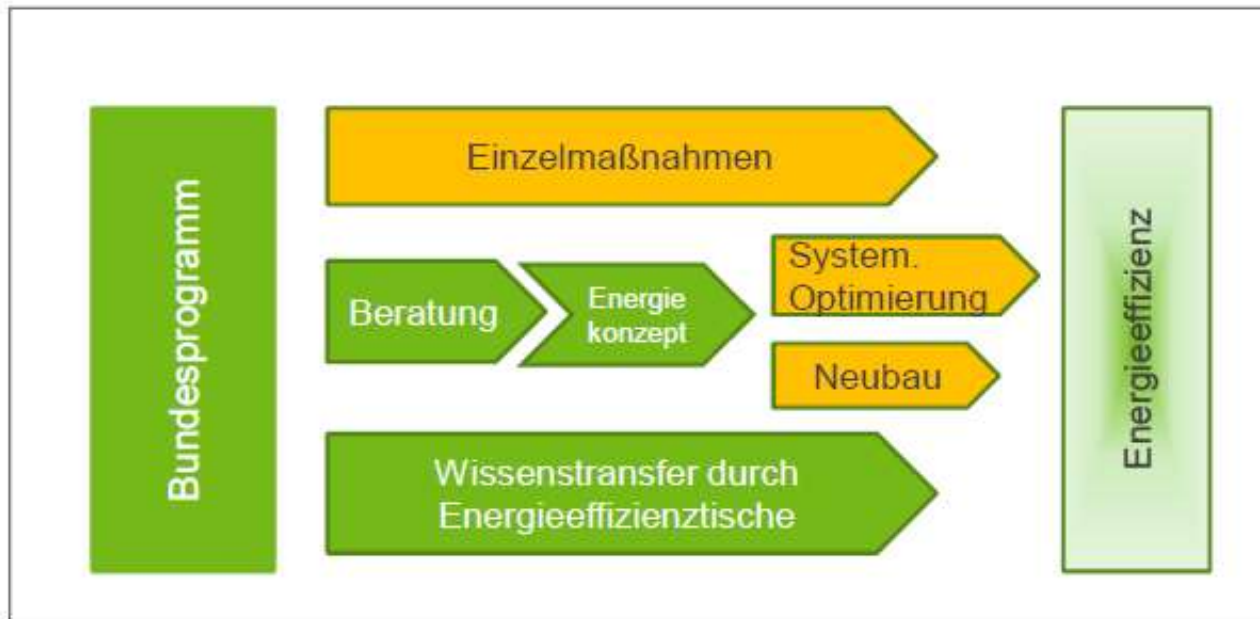 Bundesprogramm
Einzelmaßnahmen
Beratung
Energie
konzept
System.
Optimierung
Neubau
Wissenstransfer durch
Energieeffizienztische
Energieeffizienz